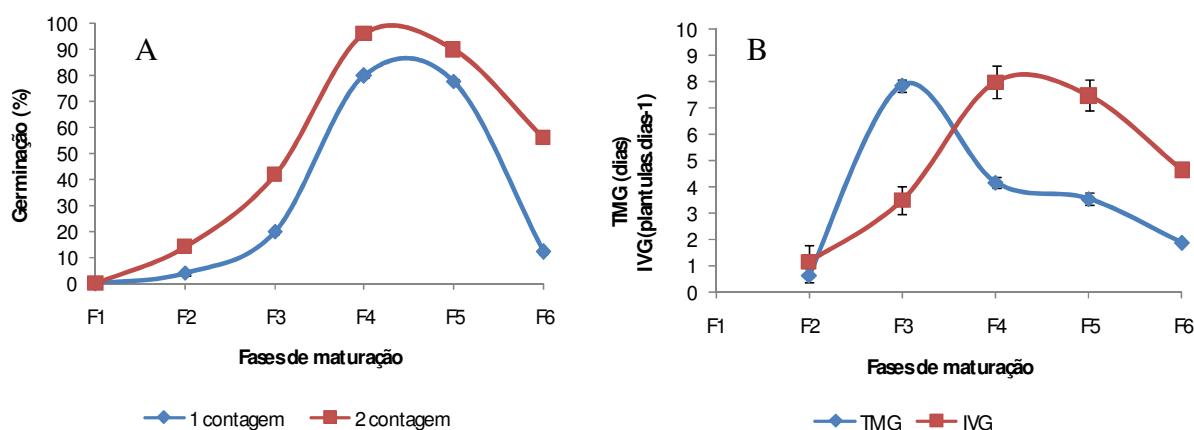 A
Germinação (%)
100
90
80
70
60
50
40
30
20
10
0
F1 F2 F3 F4 F5 F6
Fases de maturação
1 contagem 2 contagem
B
TMG (dias)
IVG(plantulas.dias-1)
10
9
8
7
6
5
4
3
2
1
0
F1 F2 F3 F4 F5 F6
Fases de maturação
TMG IVG